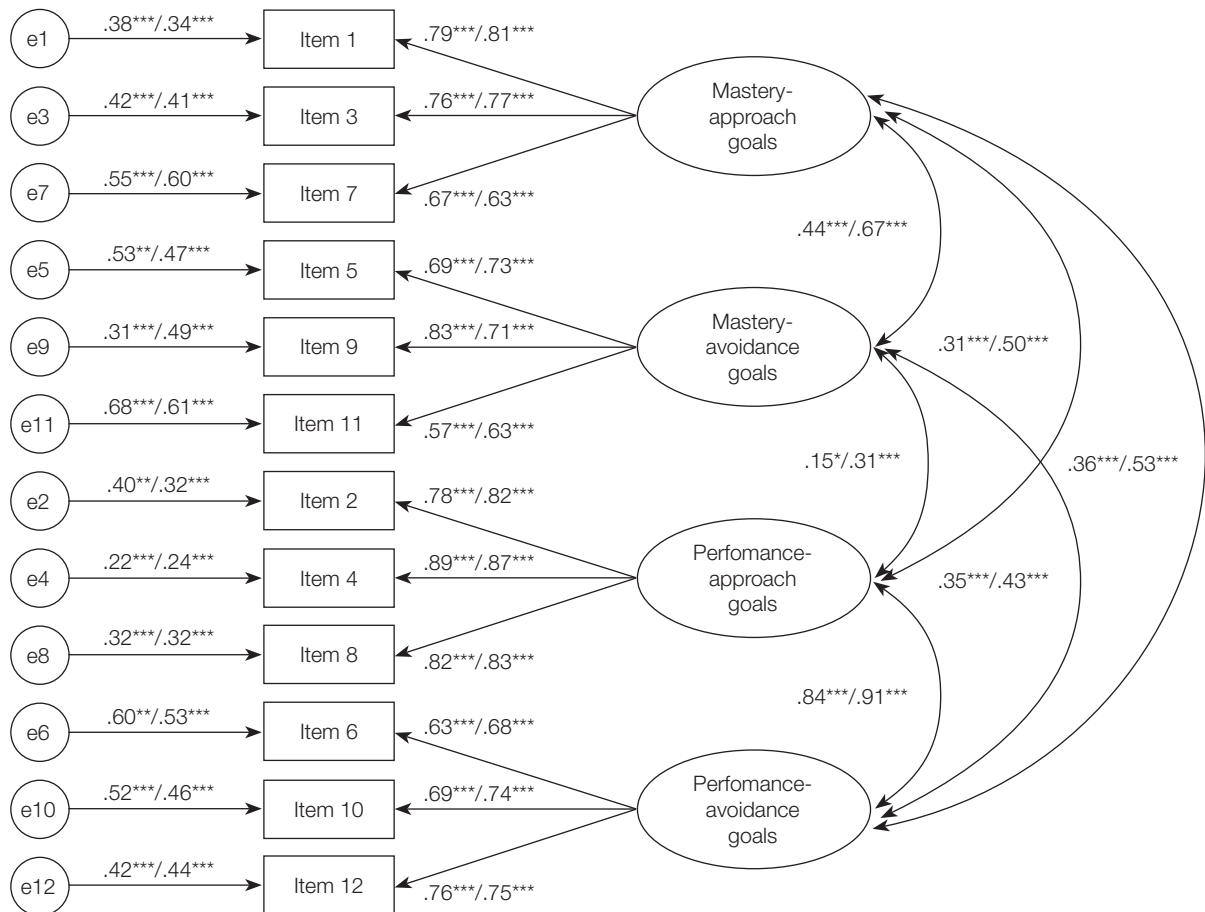 e1
.38***/.34***
Item 1
.79***/.81***
e3
.42***/.41***
Item 3
.76***/.77***
Mastery-
approach
goals
e7
.55***/.60***
Item 7
.67***/.63***
.44***/.67***
e5
.53**/.47***
Item 5
.69***/.73***
e9
.31***/.49***
Item 9
.83***/.71***
Mastery-
avoidance
goals
.31***/.50***
e11
.68***/.61***
Item 11
.57***/.63***
.15*/.31***
.36***/.53***
e2
.40**/.32***
Item 2
.78***/.82***
e4
.22***/.24***
Item 4
.89***/.87***
Perfomance-
approach
goals
.35***/.43***
e8
.32***/.32***
Item 8
.82***/.83***
.84***/.91***
e6
.60**/.53***
Item 6
.63***/.68***
e10
.52***/.46***
Item 10
.69***/.74***
Perfomance-
avoidance
goals
e12
.42***/.44***
Item 12
.76***/.75***